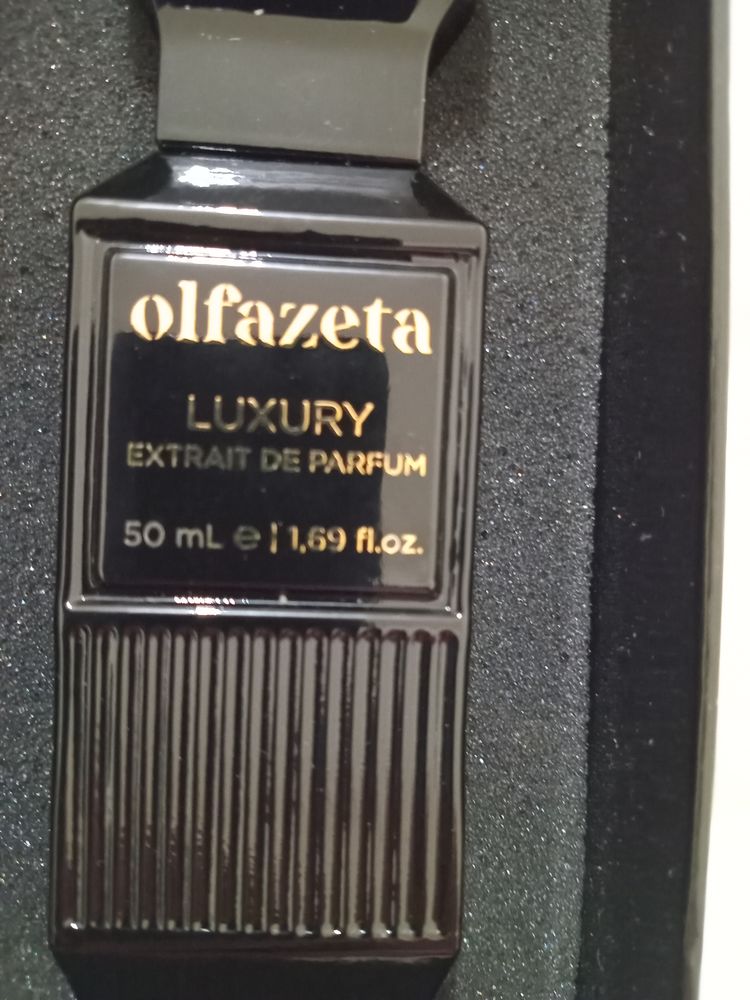 olfazeta
LUXURY
EXTRAIT DE PARFUM
50 mL ℮ | 1,69 fl.oz.